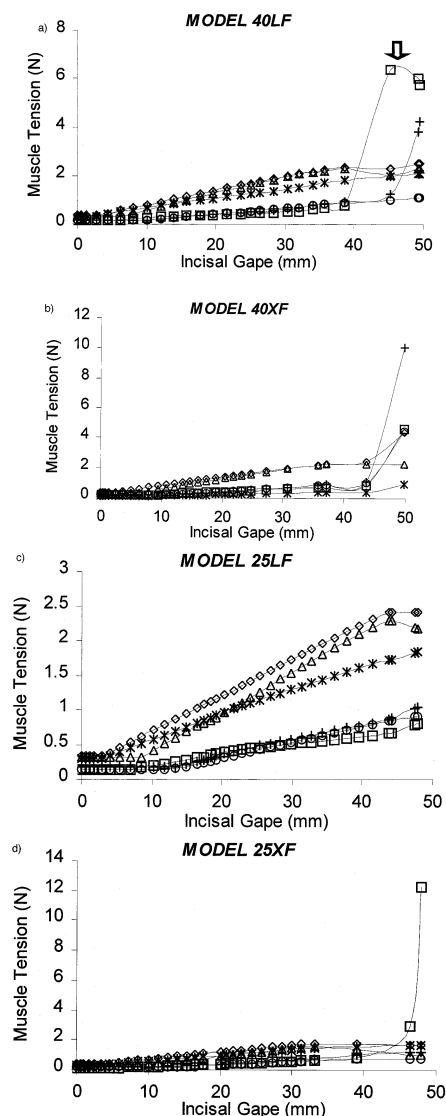 a)
MODEL 40LF
Muscle Tension (N)
8
6
4
2
0
0 10 20 30 40 50
Incisal Gape (mm)
b)
MODEL 40XF
Muscle Tension (N)
12
10
8
6
4
2
0
0 10 20 30 40 50
Incisal Gape (mm)
c)
MODEL 25LF
Muscle Tension (N)
3
2.5
2
1.5
1
0.5
0
0 10 20 30 40 50
Incisal Gape (mm)
d)
MODEL 25XF
Muscle Tension (N)
14
12
10
8
6
4
2
0
0 10 20 30 40 50
Incisal Gape (mm)